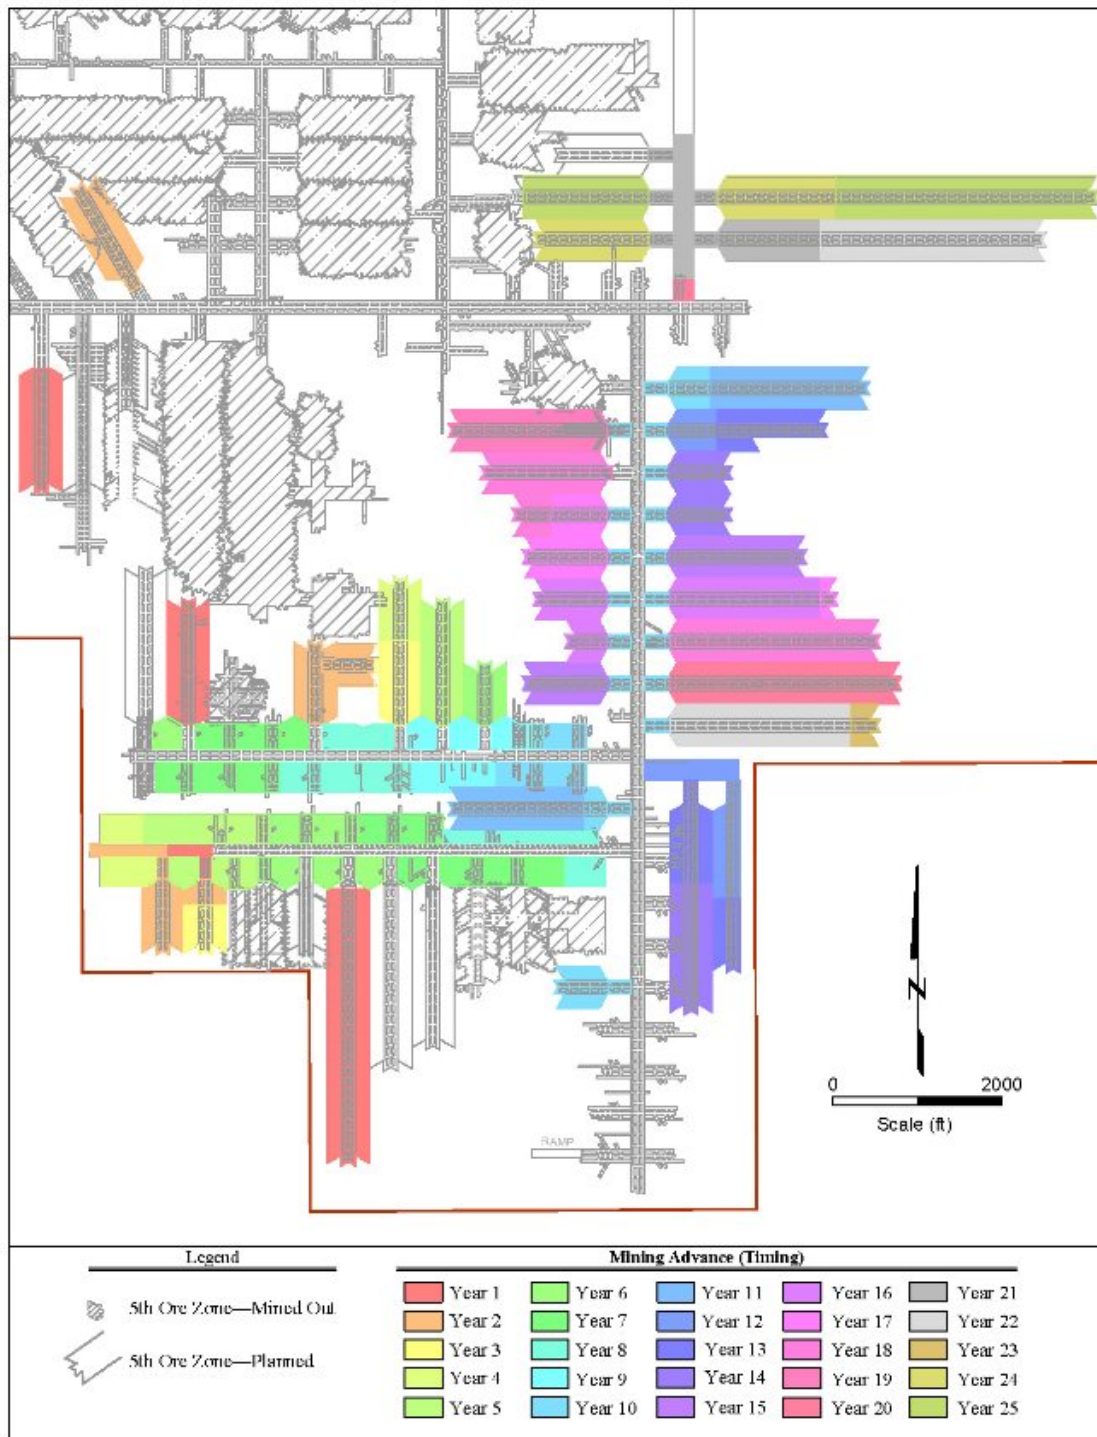 RAMP
0 2000
Scale (ft)
Legend
5th Ore Zone—Mined Out
5th Ore Zone—Planned
Mining Advance (Timing)
Year 1 Year 6 Year 11 Year 16 Year 21
Year 2 Year 7 Year 12 Year 17 Year 22
Year 3 Year 8 Year 13 Year 18 Year 23
Year 4 Year 9 Year 14 Year 19 Year 24
Year 5 Year 10 Year 15 Year 20 Year 25